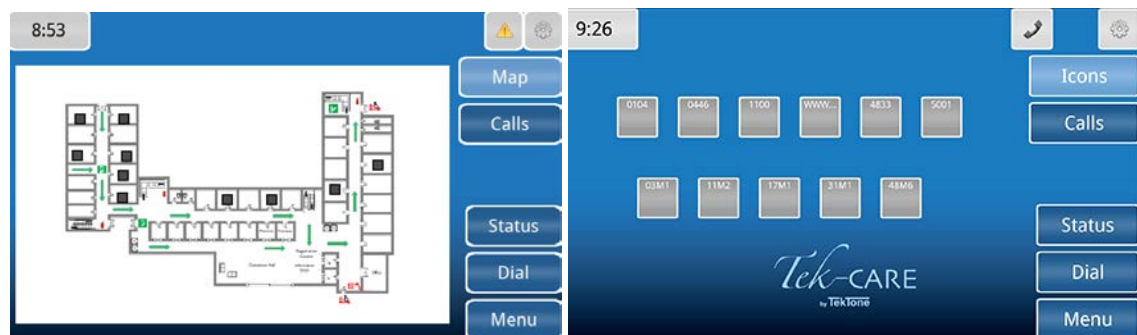 8:53
Map
Calls
Status
Dial
Menu
9:26
Icons
Calls
0104 0446 1100 WWW... 4833 S001
03M1 11M2 17M1 31M1 48M6
Status
Dial
Menu
Tek-CARE
by TekTone